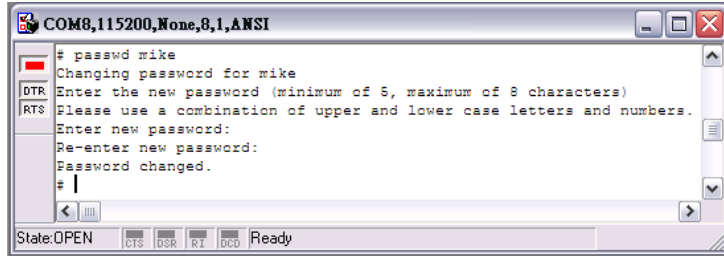 COM8,115200,None,8,1,ANSI
# passwd mike
Changing password for mike
DTR Enter the new password (minimum of 5, maximum of 8 characters)
RTS Please use a combination of upper and lower case letters and numbers.
Enter new password:
Re-enter new password:
Password changed.
#
State:OPEN CTS DSR RI DCD Ready